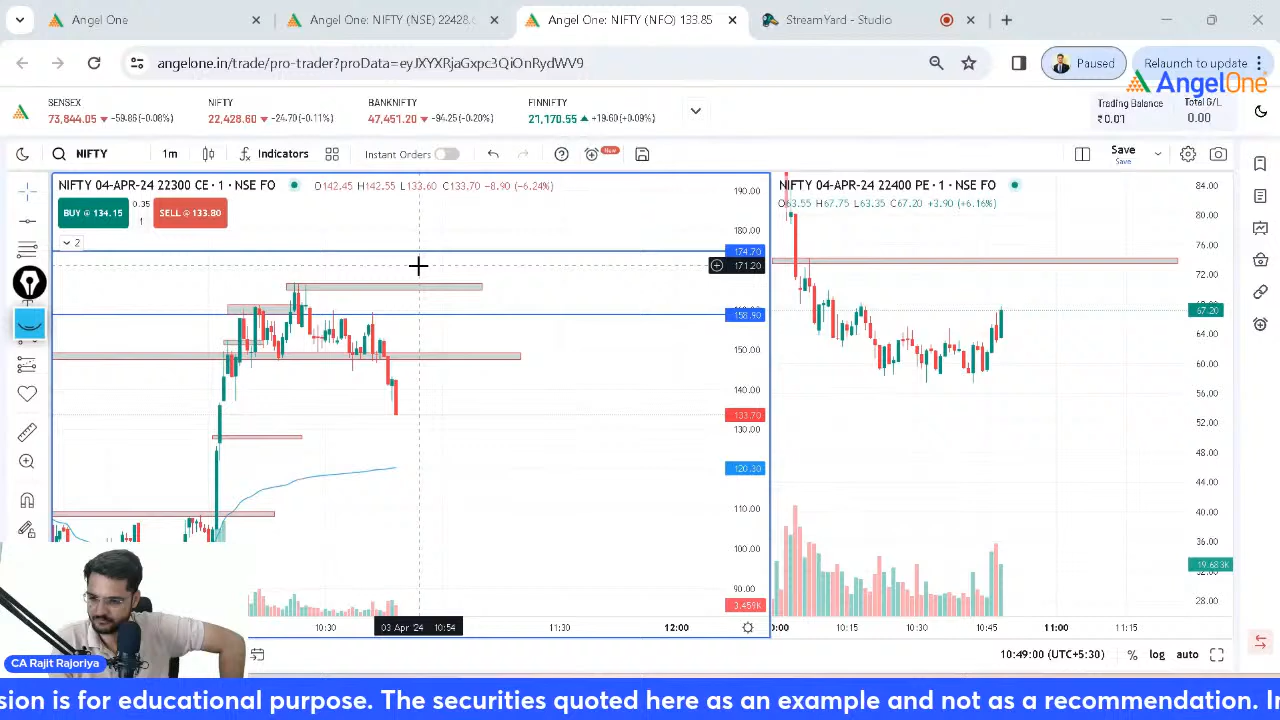 Angel One
Angel One: NIFTY (NSE) 22428.
Angel One: NIFTY (NFO) 133.85
StreamYard - Studio
angelone.in/trade/pro-trader?proData=eyJXYXRjaGxpc3QiOnRydWV9
Paused
Relaunch to update
AngelOne
SENSEX
73,844.05 -59.86(-0.08%)
NIFTY
22,428.60 -24.70(-0.11%)
BANKNIFTY
47,451.20 -94.25(-0.20%)
FINNIFTY
21,170.55 +19.60(+0.09%)
Trading Balance
₹0.01
Total G/L
0.00
NIFTY
1m
Indicators
Instant Orders
New
Save
Save
NIFTY 04-APR-24 22300 CE · 1 · NSE FO
O142.45 H142.55 L133.60 C133.70 -8.90 (-6.24%)
BUY @ 134.15
0.35
1
SELL @ 133.80
2
190.00
180.00
174.70
171.20
158.90
150.00
140.00
133.70
130.00
120.30
110.00
100.00
90.00
3.459K
10:30
03 Apr '24 10:54
11:30
12:00
NIFTY 04-APR-24 22400 PE · 1 · NSE FO
O63.55 H67.75 L63.35 C67.20 +3.90 (+6.16%)
84.00
80.00
76.00
72.00
67.20
64.00
60.00
56.00
52.00
48.00
44.00
40.00
36.00
19.683K
28.00
10:15
10:30
10:45
11:00
11:15
10:49:00 (UTC+5:30)
%
log
auto
CA Rajit Rajoriya
sion is for educational purpose. The securities quoted here as an example and not as a recommendation. I